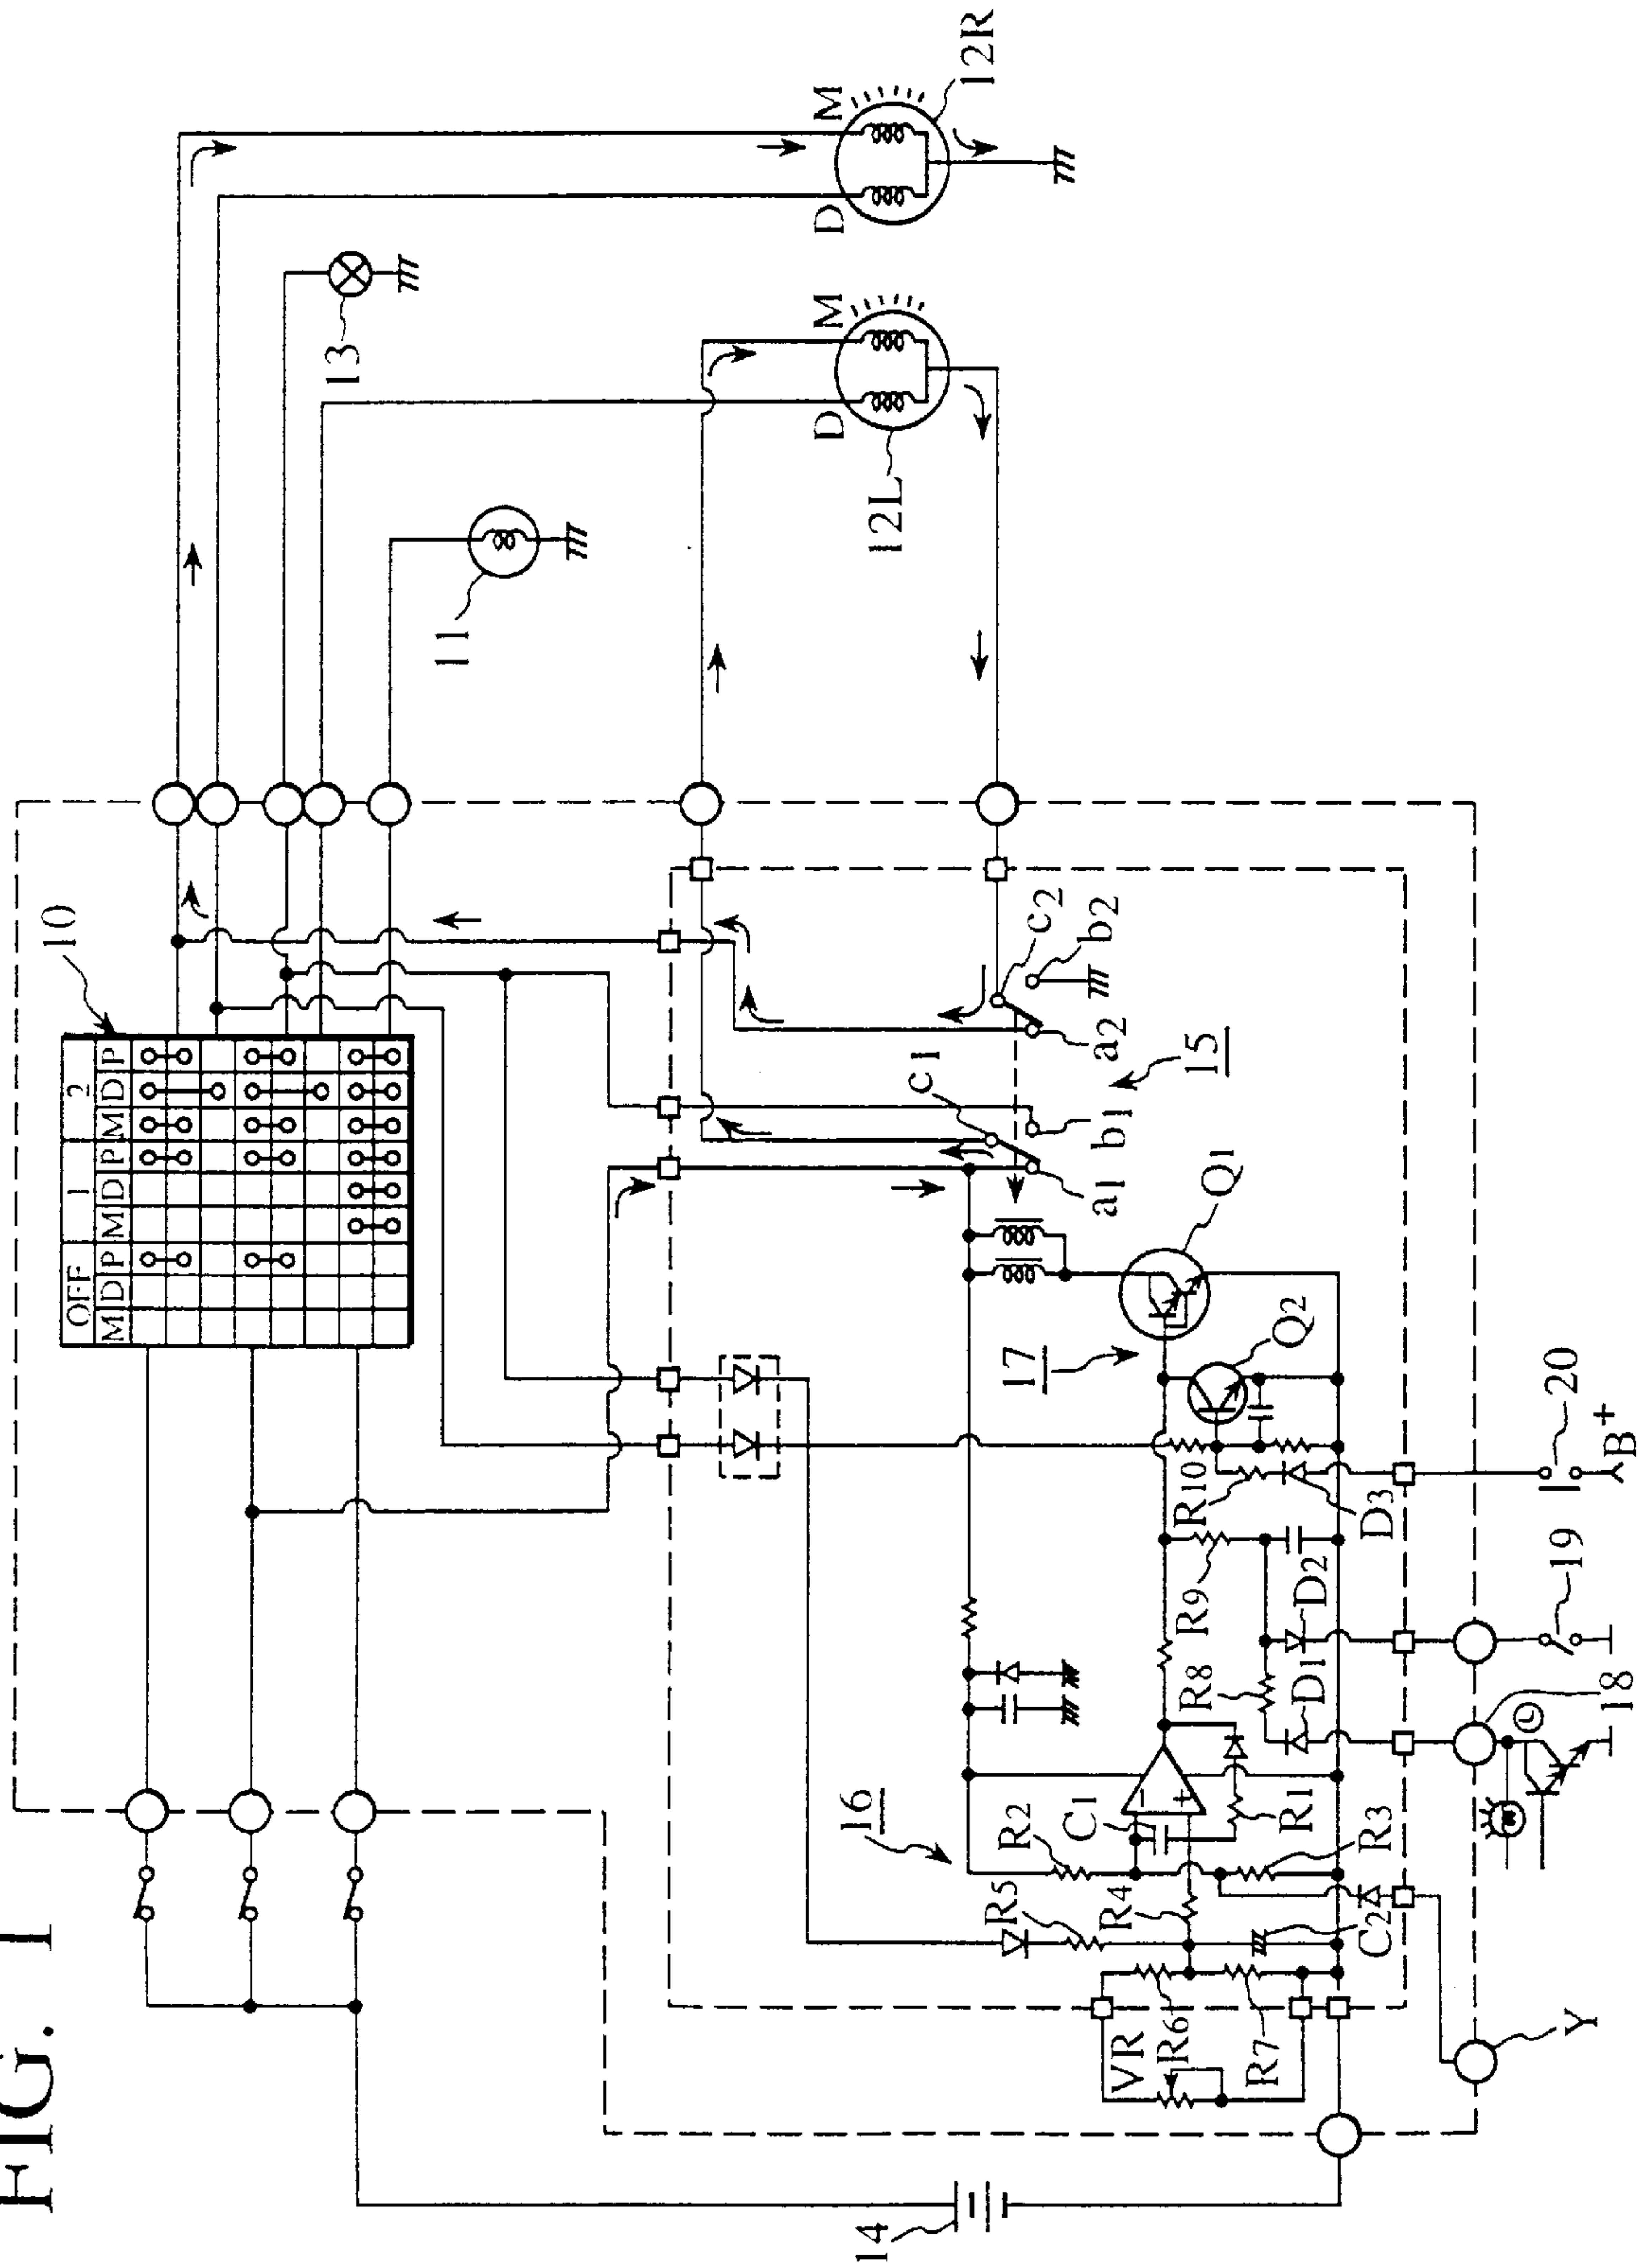 FIG. 1
10
OFF 1 2
M D P M D P M D P
13
11
D M
12L
D M
12R
c1
c2
a1 b1
a2 b2
15
16
17
Q1
Q2
R2
C1
R5
R4
R1
R3
C2
VR
R6
R7
R8
R9
R10
D1
D2
D3
14
Y
18
19
20
B+